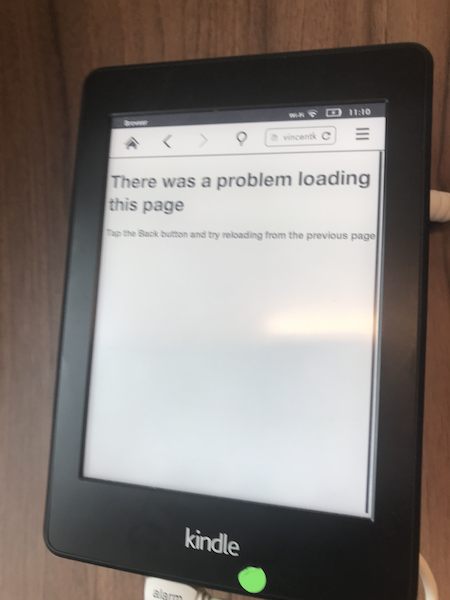 Wi-Fi 11:10
vincentk
There was a problem loading
this page
Tap the Back button and try reloading from the previous page
kindle
alarm